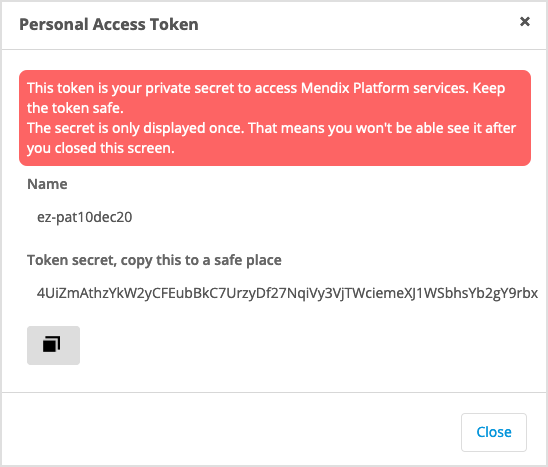 Personal Access Token
×
This token is your private secret to access Mendix Platform services. Keep
the token safe.
The secret is only displayed once. That means you won't be able see it after
you closed this screen.
Name
ez-pat10dec20
Token secret, copy this to a safe place
4UiZmAthzYkW2yCFEubBkC7UrzyDf27NqiVy3VjTWciemeXJ1WSbhsYb2gY9rbx
Close